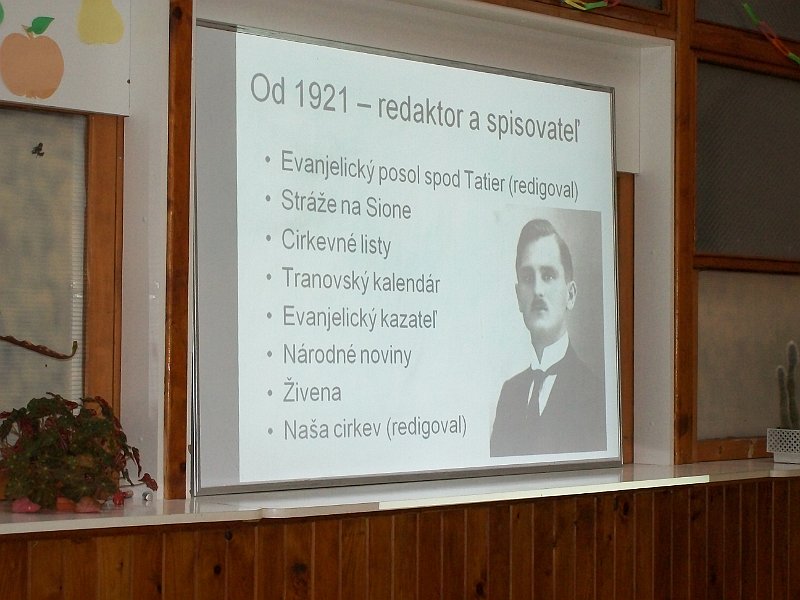 Od 1921 – redaktor a spisovateľ
• Evanjelický posol spod Tatier (redigoval)
• Stráže na Sione
• Cirkevné listy
• Tranovský kalendár
• Evanjelický kazateľ
• Národné noviny
• Živena
• Naša cirkev (redigoval)